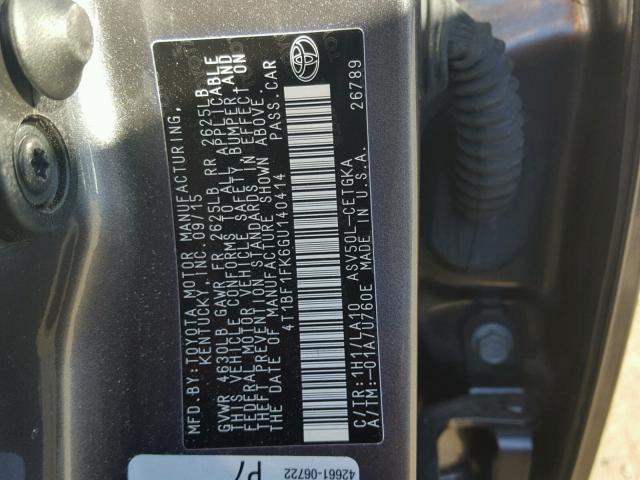 MFD.BY:TOYOTA MOTOR MANUFACTURING,
KENTUCKY,INC. 09/15
GVWR 4630LB GAWR FR 2625LB RR 2625LB
THIS VEHICLE CONFORMS TO ALL APPLICABLE
FEDERAL MOTOR VEHICLE SAFETY, BUMPER,AND
THEFT PREVENTION STANDARDS IN EFFECT ON
THE DATE OF MANUFACTURE SHOWN ABOVE.
4T1BF1FK6GU140414 PASS.CAR
26789
C/TR:1H1/LA10 ASV50L-CETGKA
A/TM:-01A/U760E MADE IN U.S.A.
42661-06722